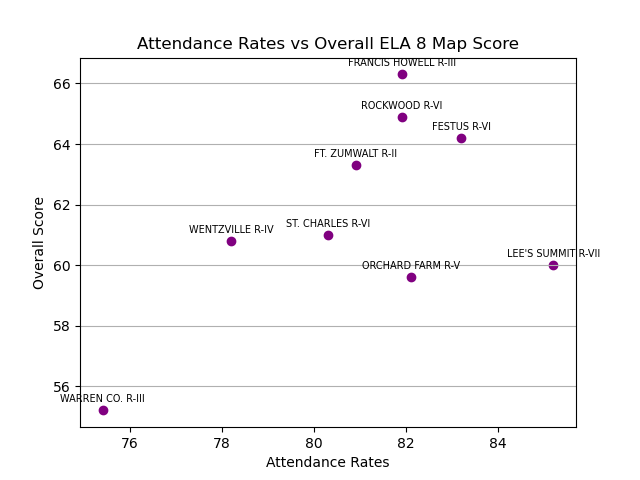 Attendance Rates vs Overall ELA 8 Map Score
FRANCIS HOWELL R-III
66
ROCKWOOD R-VI
FESTUS R-VI
64
FT. ZUMWALT R-II
62
ST. CHARLES R-VI
WENTZVILLE R-IV
LEE'S SUMMIT R-VII
60
ORCHARD FARM R-V
58
56
WARREN CO. R-III
Overall Score
76 78 80 82 84
Attendance Rates